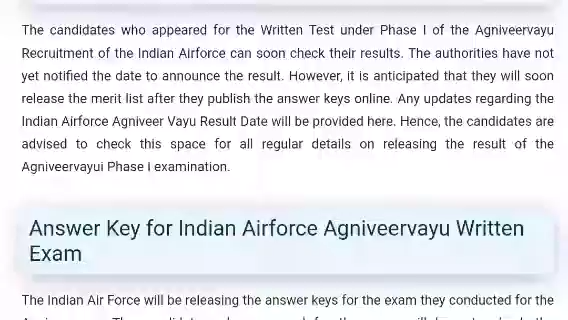 The candidates who appeared for the Written Test under Phase I of the Agniveervayu
Recruitment of the Indian Airforce can soon check their results. The authorities have not
yet notified the date to announce the result. However, it is anticipated that they will soon
release the merit list after they publish the answer keys online. Any updates regarding the
Indian Airforce Agniveer Vayu Result Date will be provided here. Hence, the candidates are
advised to check this space for all regular details on releasing the result of the
Agniveervayui Phase I examination.
Answer Key for Indian Airforce Agniveervayu Written
Exam
The Indian Air Force will be releasing the answer keys for the exam they conducted for the